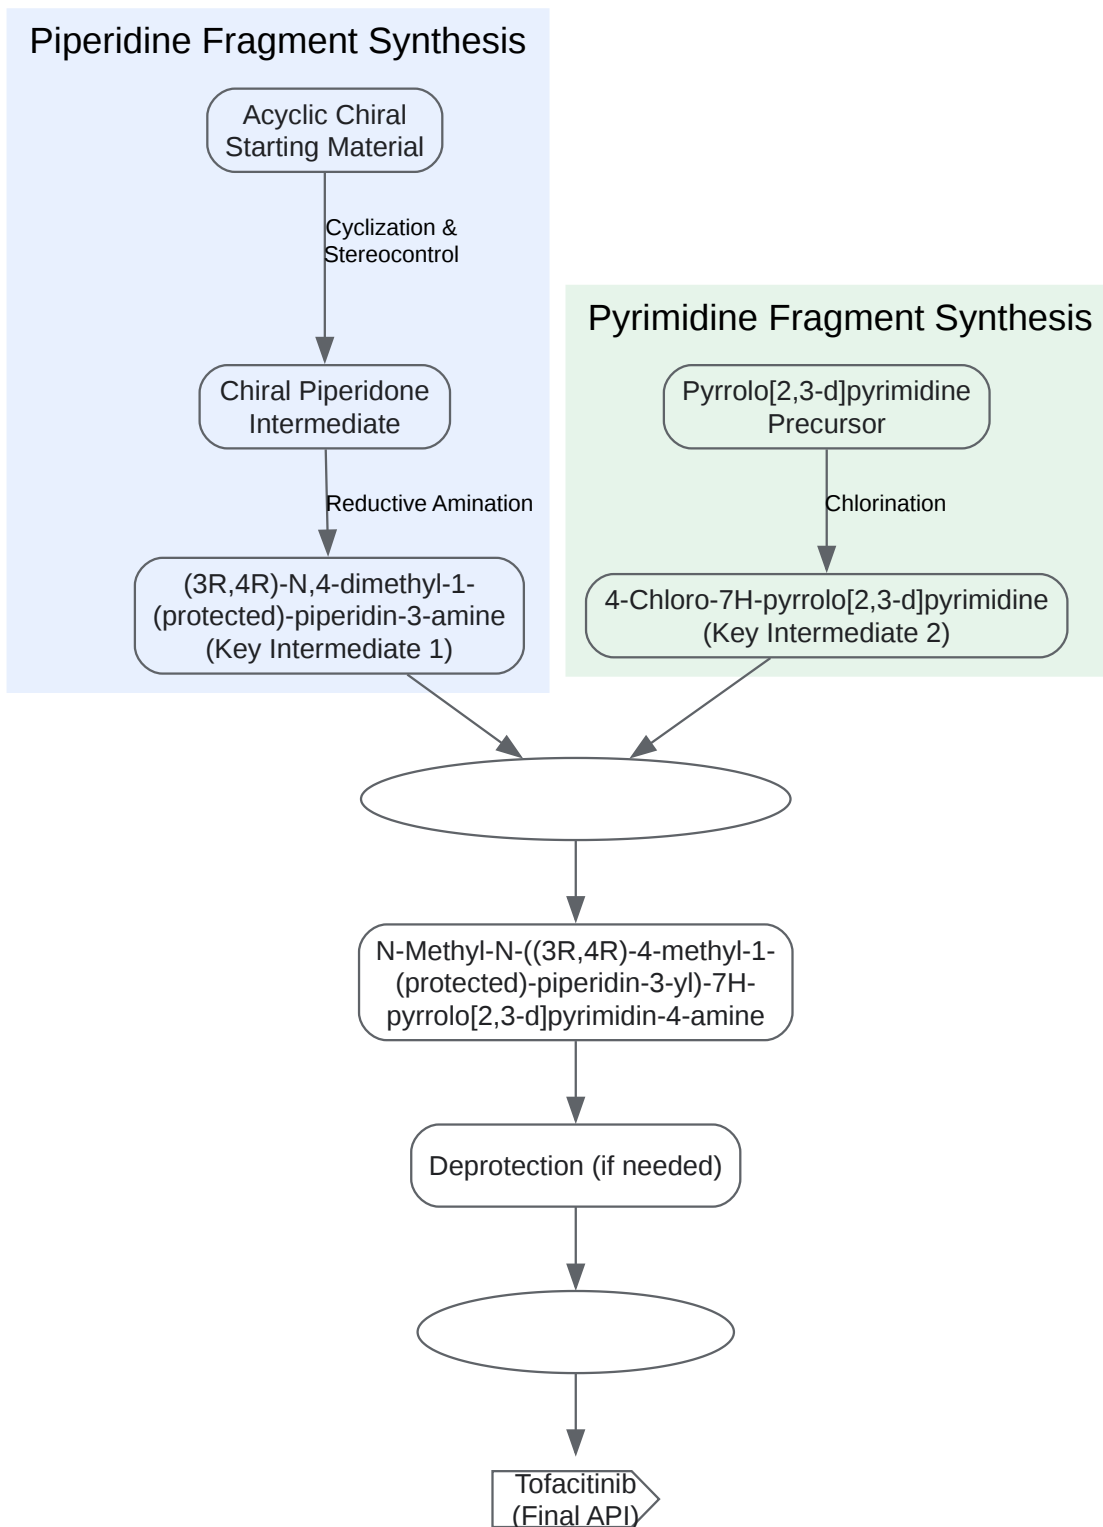 Piperidine Fragment Synthesis
Acyclic Chiral
Starting Material
Cyclization &
Stereocontrol
Chiral Piperidone
Intermediate
Reductive Amination
(3R,4R)-N,4-dimethyl-1-
(protected)-piperidin-3-amine
(Key Intermediate 1)
Pyrimidine Fragment Synthesis
Pyrrolo[2,3-d]pyrimidine
Precursor
Chlorination
4-Chloro-7H-pyrrolo[2,3-d]pyrimidine
(Key Intermediate 2)
N-Methyl-N-((3R,4R)-4-methyl-1-
(protected)-piperidin-3-yl)-7H-
pyrrolo[2,3-d]pyrimidin-4-amine
Deprotection (if needed)
Tofacitinib
(Final API)